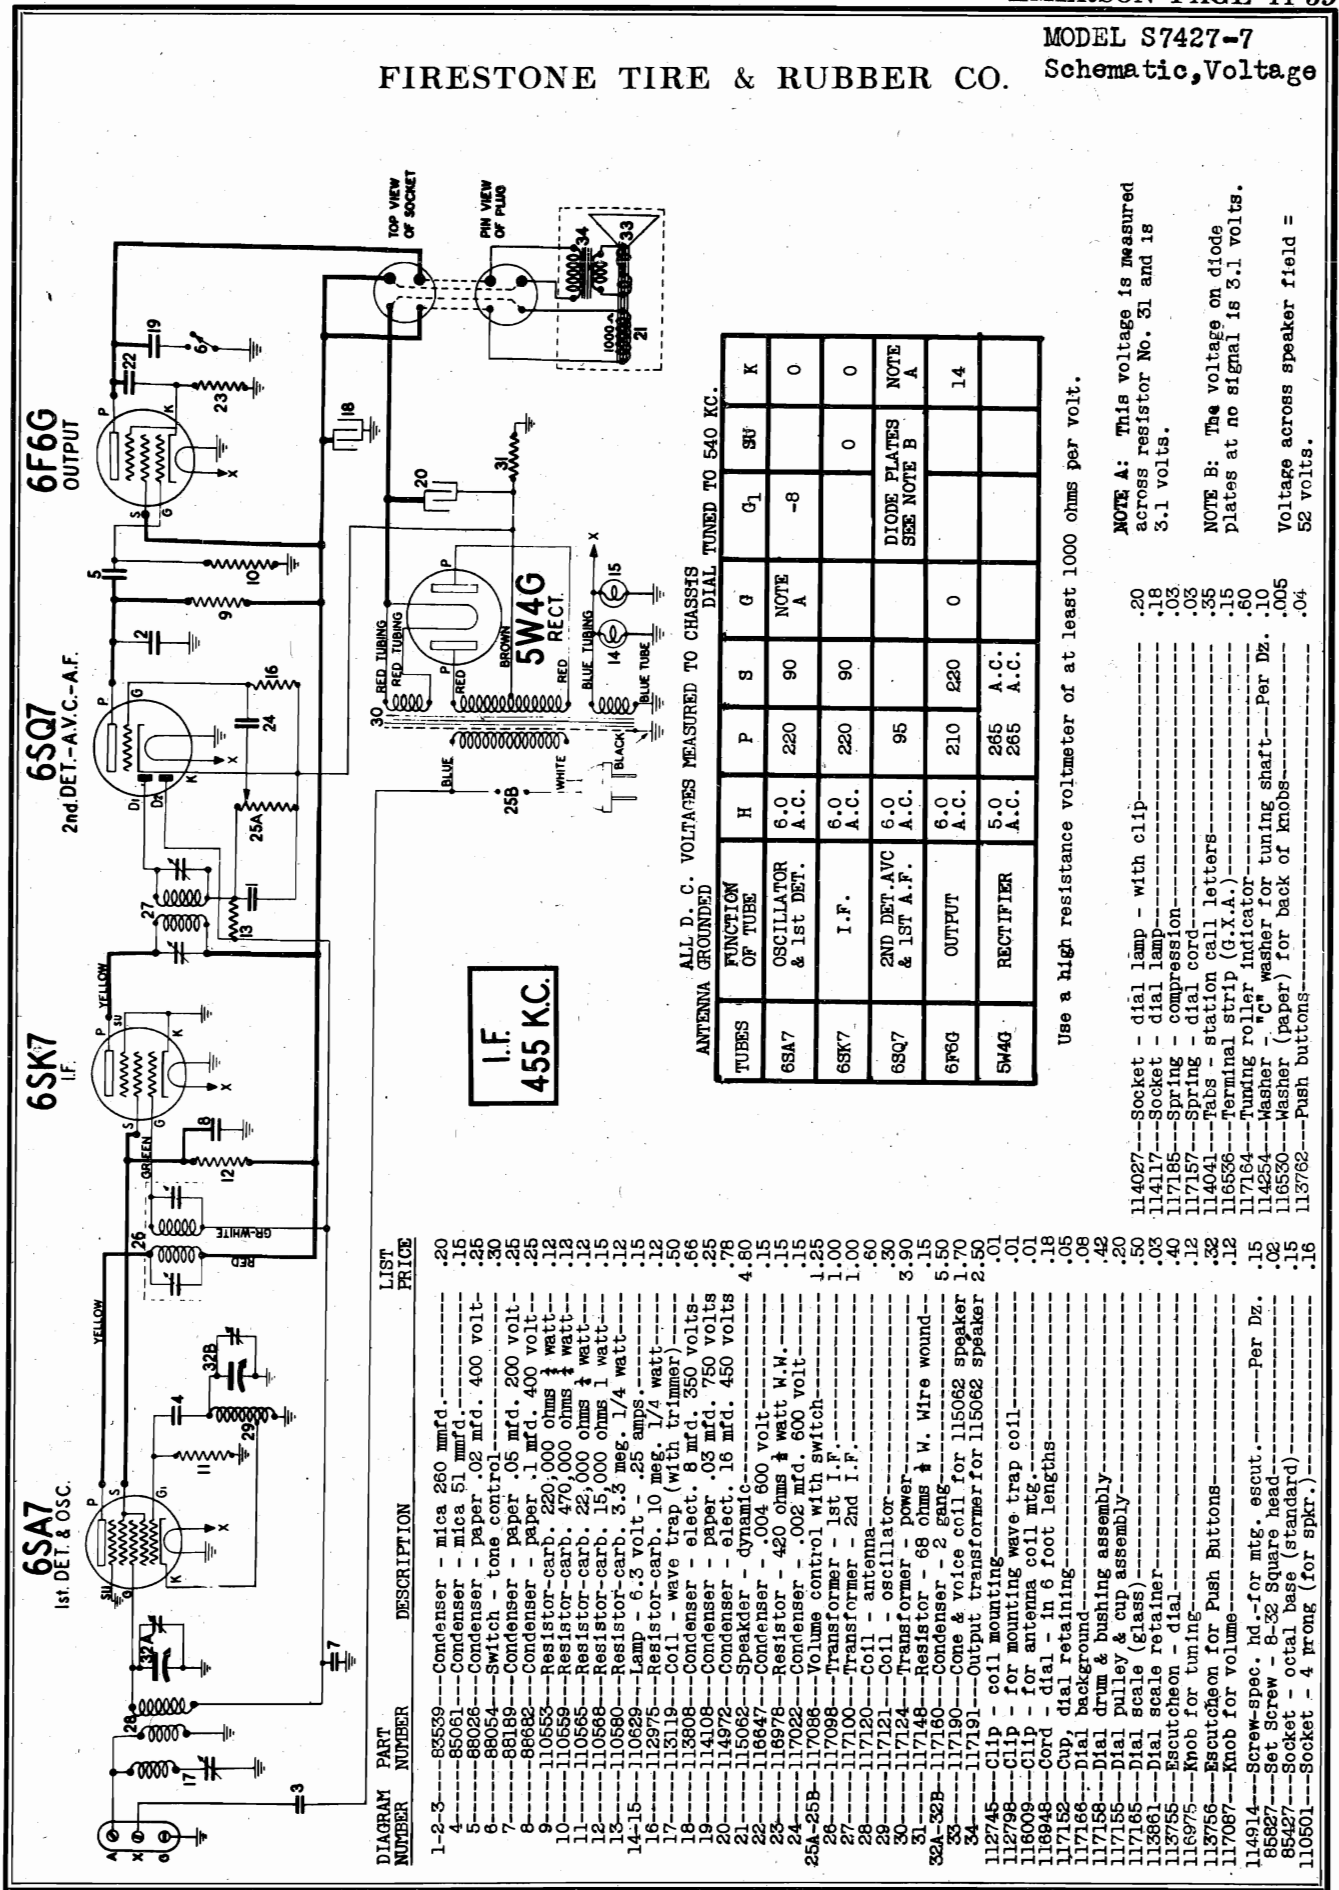 EMERSON PAGE 11-39
MODEL S7427-7
Schematic,Voltage
FIRESTONE TIRE & RUBBER CO.
6SA7
1st. DET. & OSC.
6SK7
I.F.
6SQ7
2nd. DET.-A.V.C.-A.F.
6F6G
OUTPUT
TOP VIEW
OF SOCKET
PIN VIEW
OF PLUG
YELLOW
YELLOW
GREEN
GR-WHITE
RED
RED TUBING
RED TUBING
RED
BROWN
RED
BLUE TUBING
BLUE TUBE
BLUE
WHITE
BLACK
5W4G
RECT.
I.F.
455 K.C.
ALL D. C. VOLTAGES MEASURED TO CHASSIS
ANTENNA GROUNDED DIAL TUNED TO 540 KC.
TUBES FUNCTION OF TUBE H P S G G1 SU K
6SA7 OSCILLATOR & 1st DET. 6.0 A.C. 220 90 NOTE A -8 0
6SK7 I.F. 6.0 A.C. 220 90 0 0
6SQ7 2ND DET.AVC & 1ST A.F. 6.0 A.C. 95 DIODE PLATES SEE NOTE B NOTE A
6F6G OUTPUT 6.0 A.C. 210 220 0 14
5W4G RECTIFIER 5.0 A.C. 265 265 A.C. A.C.
Use a high resistance voltmeter of at least 1000 ohms per volt.
NOTE A: This voltage is measured
across resistor No. 31 and is
3.1 volts.
NOTE B: The voltage on diode
plates at no signal is 3.1 volts.
Voltage across speaker field =
52 volts.
DIAGRAM NUMBER PART NUMBER DESCRIPTION LIST PRICE
1-2-3---83539---Condenser - mica 260 mmfd.---.20
4---85061---Condenser - mica 51 mmfd.---.15
5---88026---Condenser - paper .02 mfd. 400 volt-.25
6---88054---Switch - tone control---.30
7---88189---Condenser - paper .05 mfd. 200 volt-.25
8---88682---Condenser - paper .1 mfd. 400 volt--.25
9---110553---Resistor-carb. 220,000 ohms watt--.12
10---110559---Resistor-carb. 470,000 ohms watt--.12
11---110565---Resistor-carb. 22,000 ohms watt---.12
12---110568---Resistor-carb. 15,000 ohms 1 watt---.15
13---110580---Resistor-carb. 3.3 meg. 1/4 watt---.12
14-15---110629---Lamp - 6.3 volt - .25 amps.---.15
16---112975---Resistor-carb. 10 meg. 1/4 watt---.12
17---113119---Coil - wave trap (with trimmer)---.50
18---113808---Condenser - elect. 8 mfd. 350 volts-.66
19---114108---Condenser - paper .03 mfd. 750 volts .25
20---114972---Condenser - elect. 16 mfd. 450 volts .78
21---115062---Speakder - dynamic---4.80
22---116647---Condenser - .004 600 volt---.15
23---116978---Resistor - 420 ohms watt W.W.---.15
24---117022---Condenser - .002 mfd. 600 volt---.15
25A-25B---117086---Volume control with switch---1.25
26---117098---Transformer - 1st I.F.---1.00
27---117100---Transformer - 2nd I.F.---1.00
28---117120---Coil - antenna---.60
29---117121---Coil - oscillator---.30
30---117124---Transformer - power---3.90
31---117148---Resistor - 68 ohms W. Wire wound---.15
32A-32B---117160---Condenser - 2 gang---5.50
33---117190---Cone & voice coil for 115062 speaker 1.70
34---117191---Output transformer for 115062 speaker 2.50
112745---Clip - coil mounting---.01
112798---Clip - for mounting wave trap coil---.01
116009---Clip - for antenna coil mtg.---.01
116948---Cord - dial - in 6 foot lengths---.18
117152---Cup, dial retaining---.05
117166---Dial background---.08
117158---Dial drum & bushing assembly---.42
117155---Dial pulley & cup assembly---.20
117165---Dial scale (glass)---.50
113861---Dial scale retainer---.03
113755---Escutcheon - dial---.40
116975---Knob for tuning---.12
113756---Escutcheon for Push Buttons---.32
117087---Knob for volume---.12
114914---Screw-spec. hd.-for mtg. escut.---Per Dz. .15
85827---Set Screw - 8-32 Square head---.02
85427---Socket - octal base (standard)---.15
110501---Socket - 4 prong (for spkr.)---.16
114027---Socket - dial lamp - with clip---.20
114117---Socket - dial lamp---.18
117185---Spring - compression---.03
117157---Spring - dial cord---.03
114041---Tabs - station call letters---.35
116536---Terminal strip (G.X.A.)---.15
117164---Tuning roller indicator---.60
114254---Washer - "C" washer for tuning shaft---Per Dz. .10
116530---Washer (paper) for back of knobs---.005
113762---Push buttons---.04